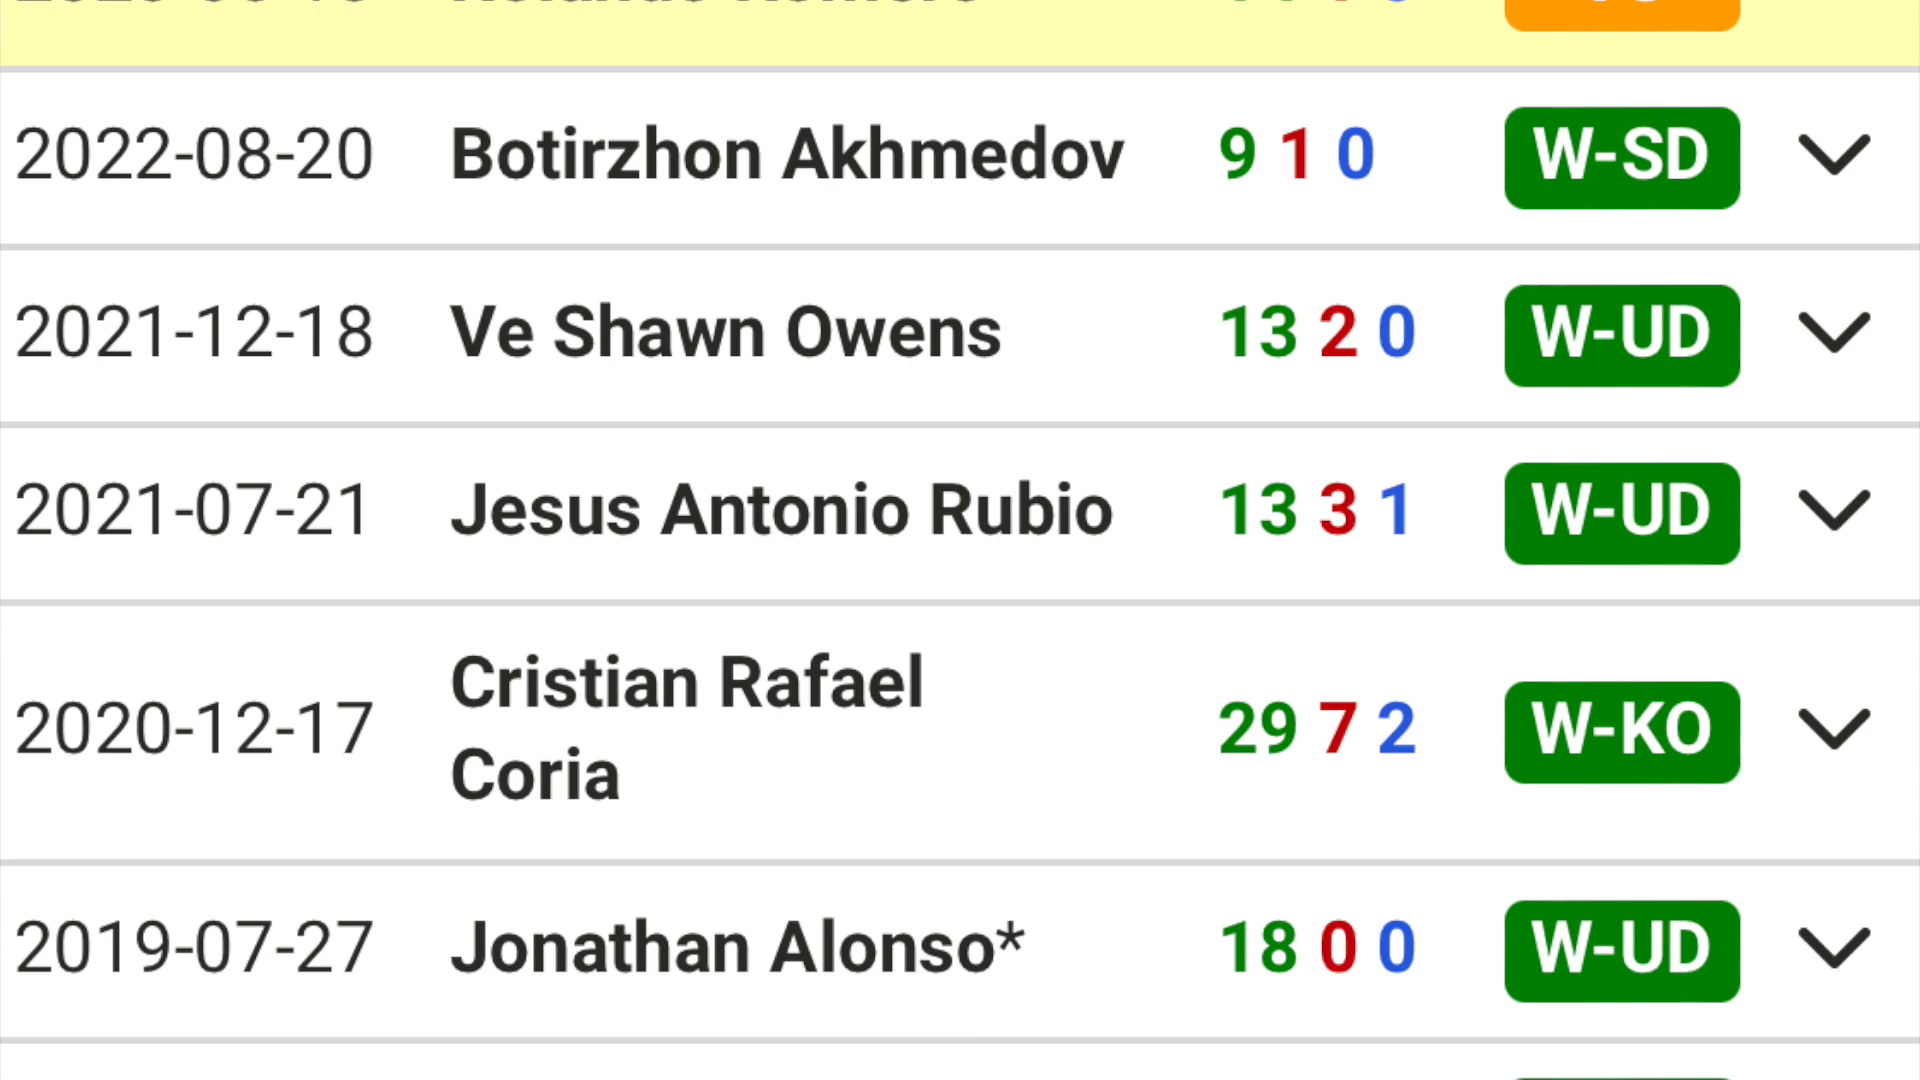 2022-08-20 Botirzhon Akhmedov 9 1 0 W-SD
2021-12-18 Ve Shawn Owens 13 2 0 W-UD
2021-07-21 Jesus Antonio Rubio 13 3 1 W-UD
2020-12-17 Cristian Rafael Coria 29 7 2 W-KO
2019-07-27 Jonathan Alonso* 18 0 0 W-UD